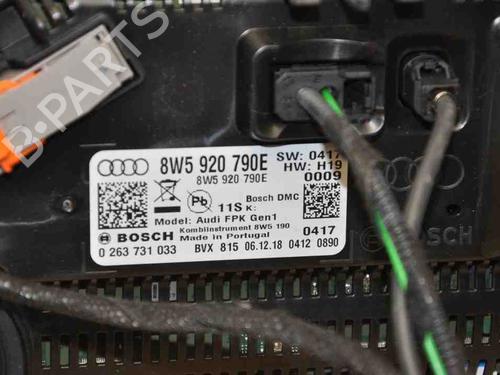 B-PARTS
8W5 920 790E
SW: 0417
HW: H19
0009
8W5 920 790E
Pb
11S K:
Bosch DMC
Model: Audi FPK Gen1
Kombiinstrument 8W5 190
BOSCH
Made in Portugal
0417
0 263 731 033
BVX 815 06.12.18 0412 0890
SCH